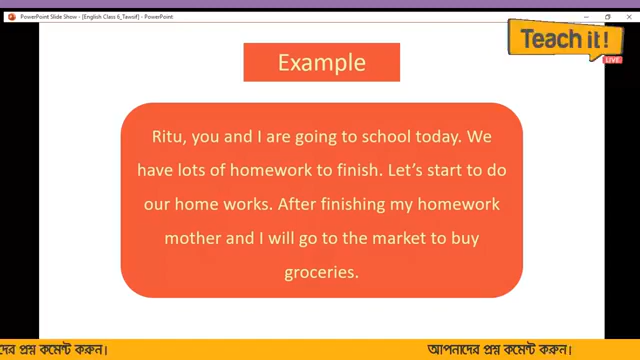 PowerPoint Slide Show - [English Class 6_Tawsif] - PowerPoint
Teach it!
LIVE
Example
Ritu, you and I are going to school today. We
have lots of homework to finish. Let's start to do
our home works. After finishing my homework
mother and I will go to the market to buy
groceries.
দের প্রশ্ন কমেন্ট করুন।
আপনাদের প্রশ্ন কমেন্ট করুন।